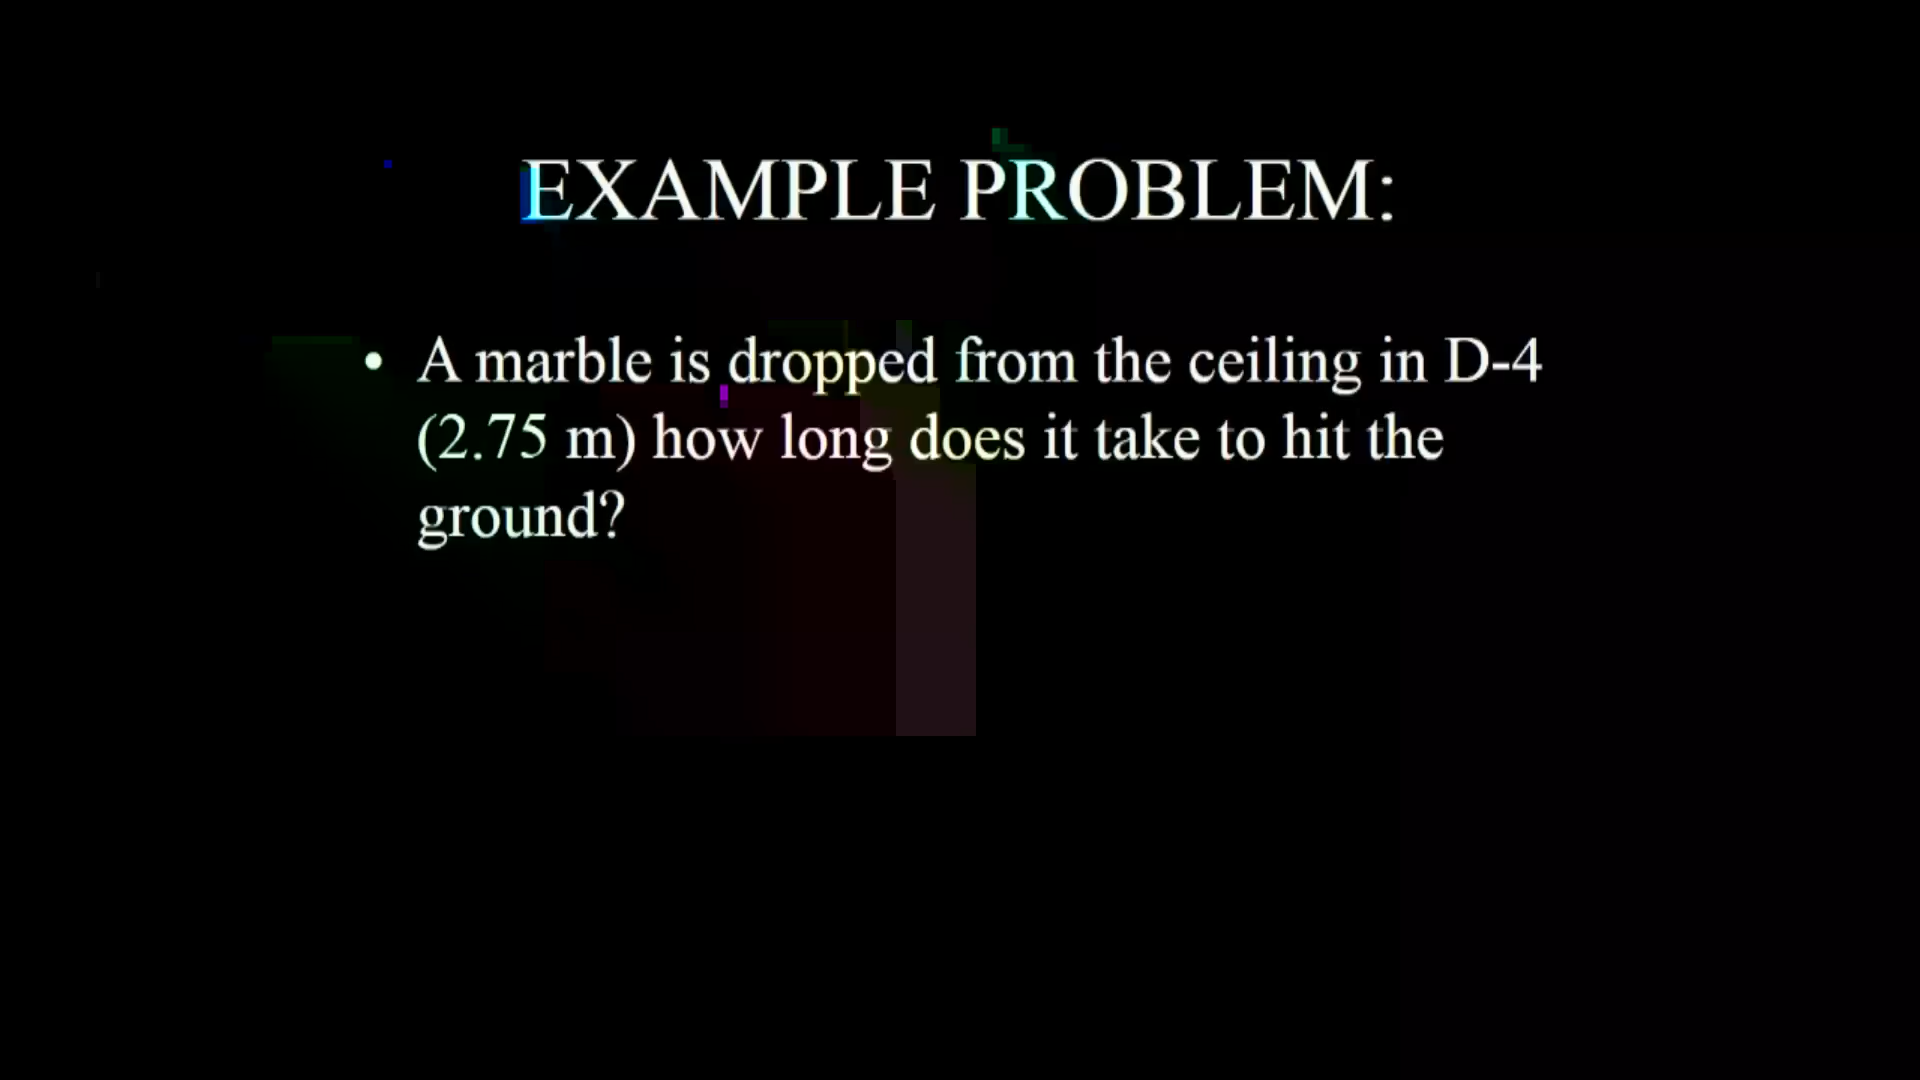 EXAMPLE PROBLEM:
• A marble is dropped from the ceiling in D-4
(2.75 m) how long does it take to hit the
ground?